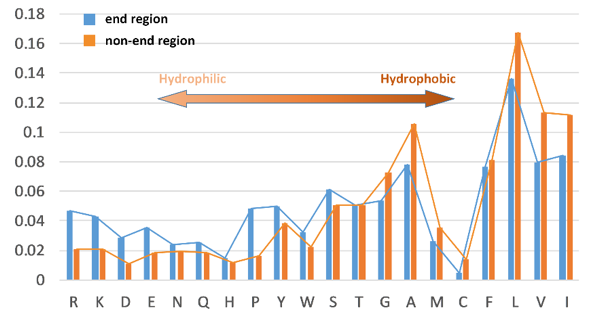 0.18
end region
non-end region
0.16
0.14
Hydrophilic Hydrophobic
0.12
0.1
0.08
0.06
0.04
0.02
0
R K D E N Q H P Y W S T G A M C F L V I